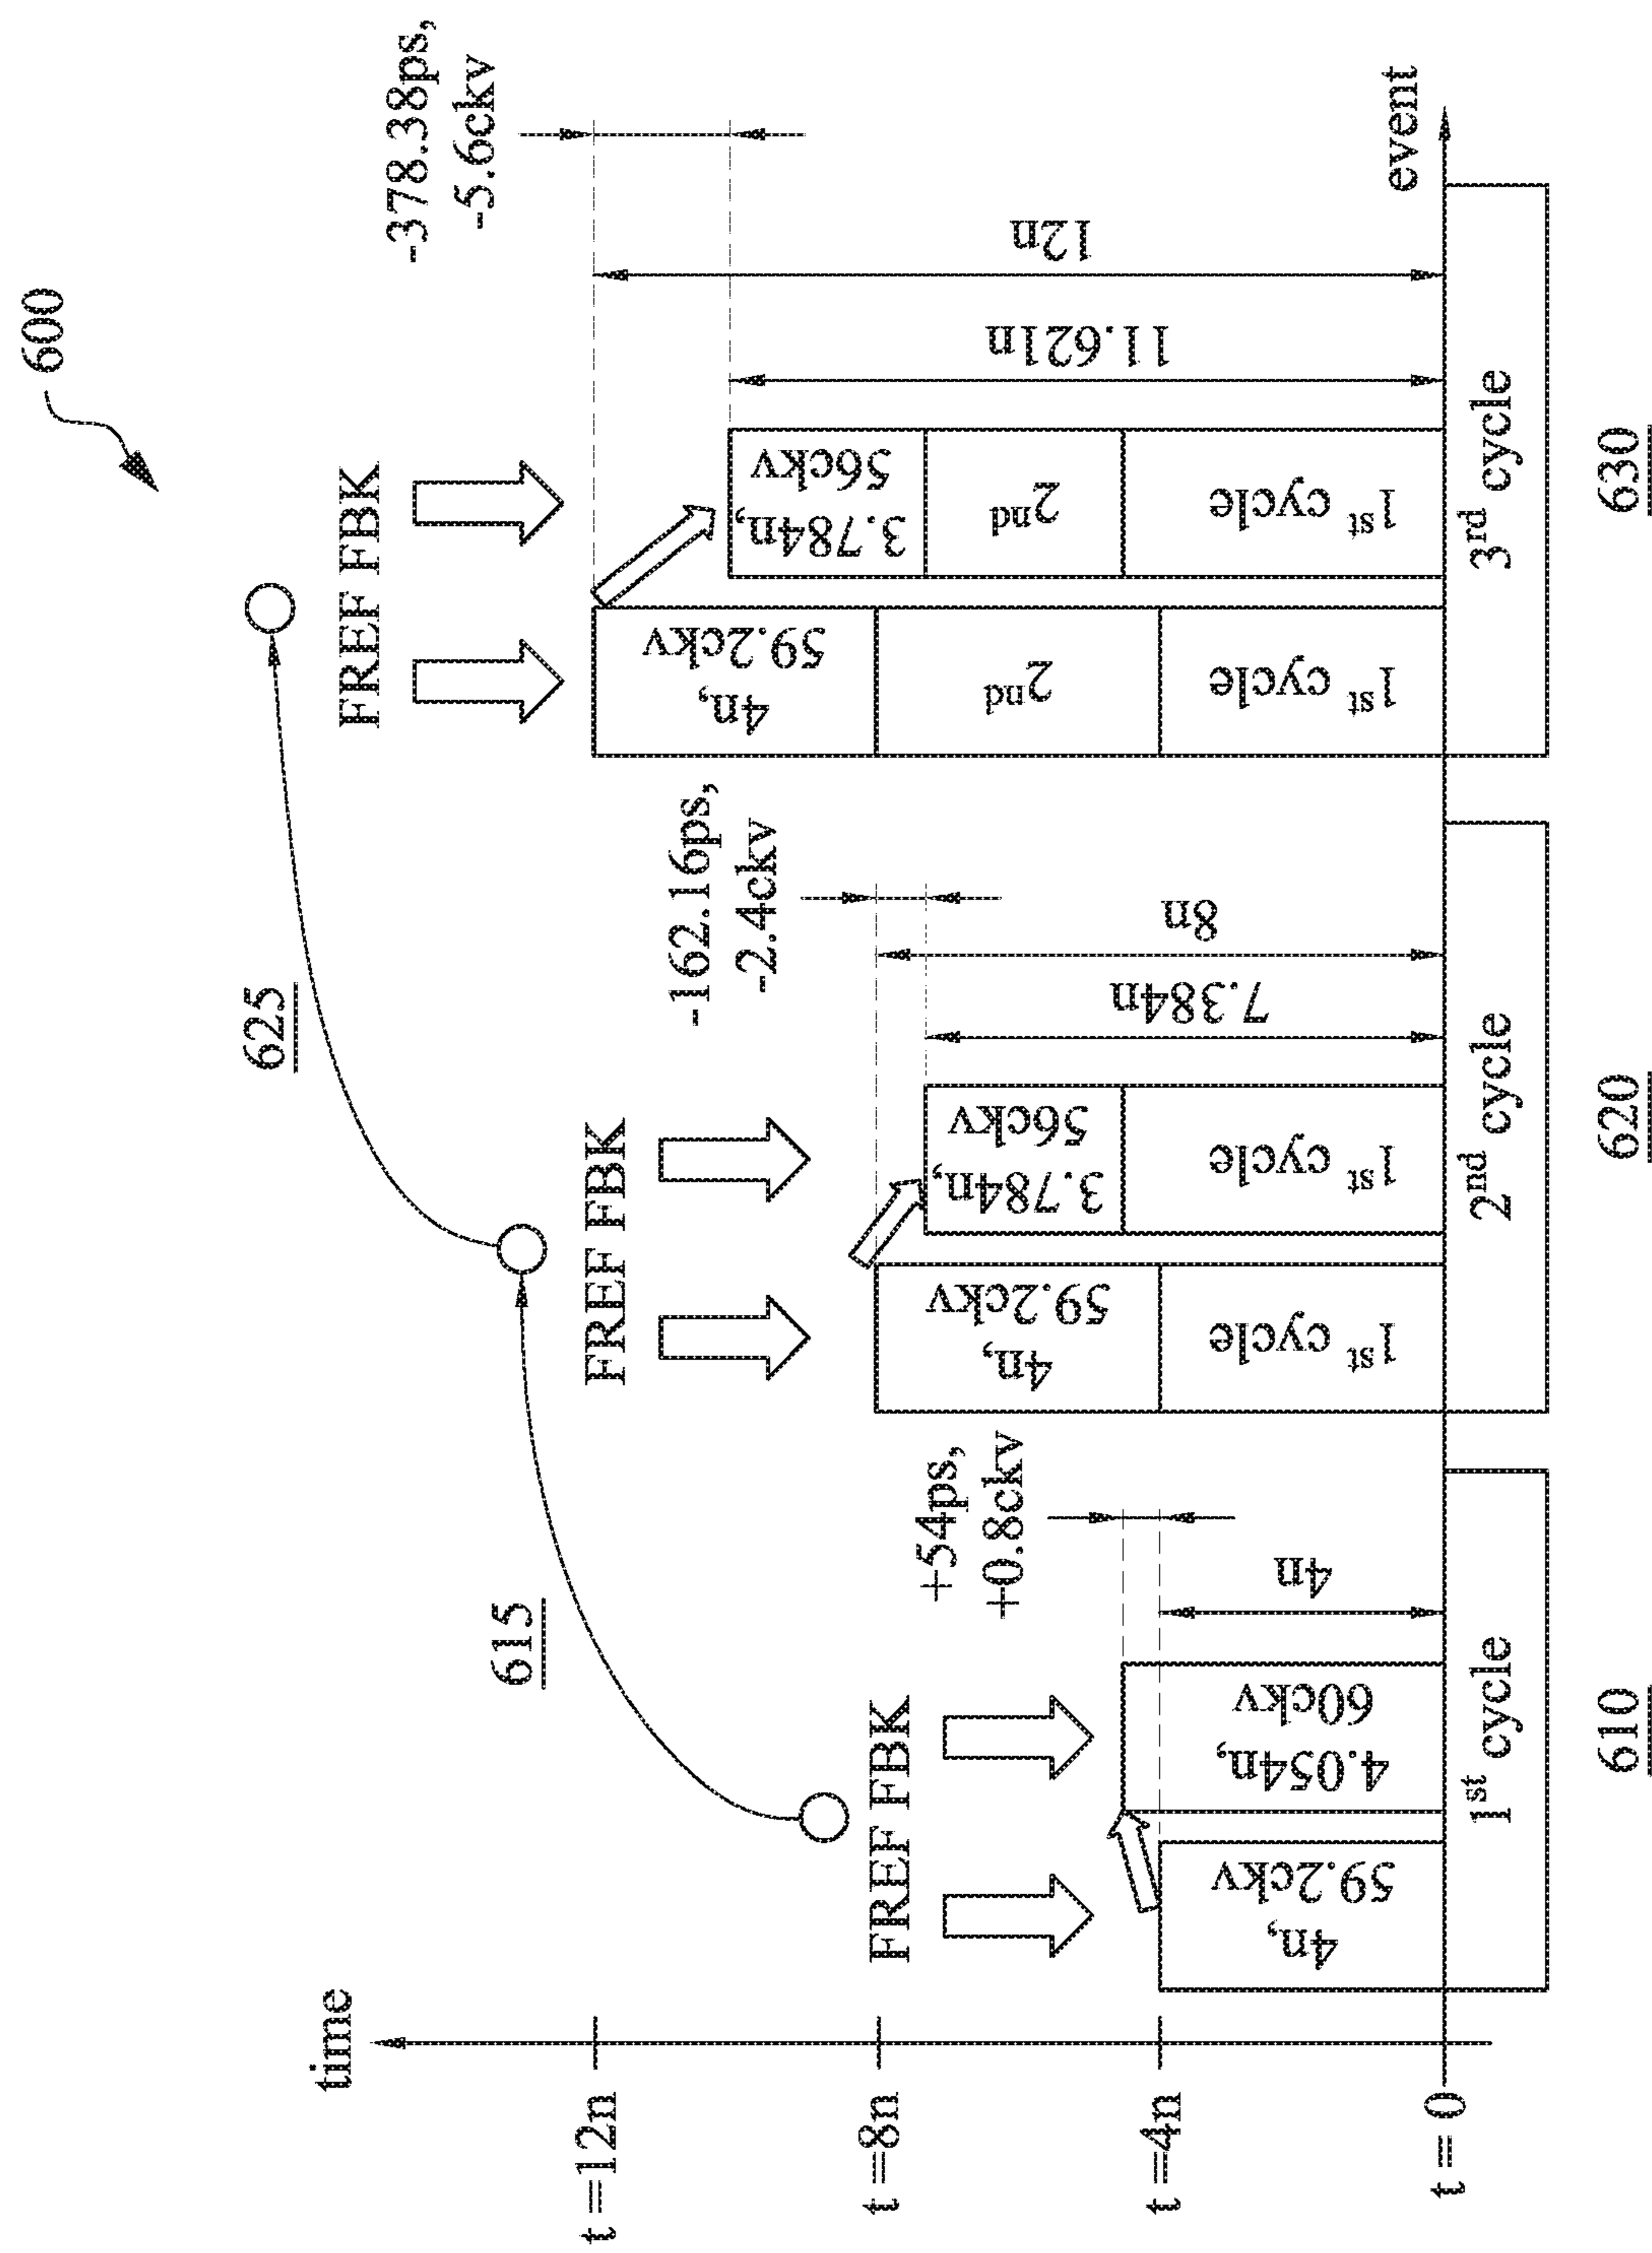 600
625
time
FREF FBK
-378.38ps,
-5.6ckv
615
FREF FBK
-162.16ps,
-2.4ckv
FREF FBK
+54ps,
+0.8ckv
t =12n
t =8n
t =4n
t = 0
4n,
59.2ckv
4.054n,
60ckv
4n
4n,
59.2ckv
1st cycle
3.784n,
56ckv
1st cycle
7.384n
8n
4n,
59.2ckv
2nd
1st cycle
3.784n,
56ckv
2nd
1st cycle
11.621n
12n
event
1st cycle
2nd cycle
3rd cycle
610
620
630